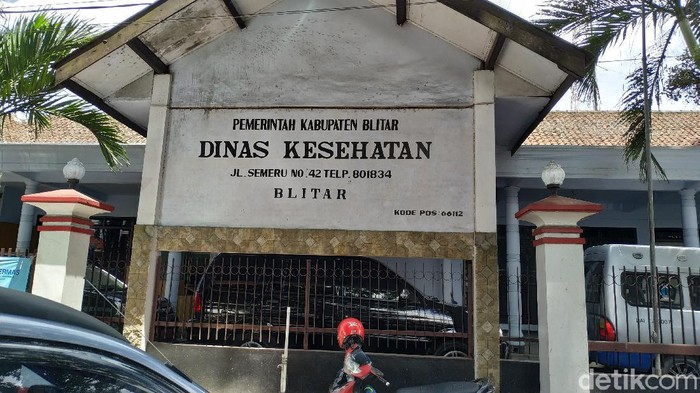 PEMERINTAH KABUPATEN BLITAR
DINAS KESEHATAN
JL. SEMERU NO. 42 TELP. 801834
BLITAR
KODE POS 66112
detikcom